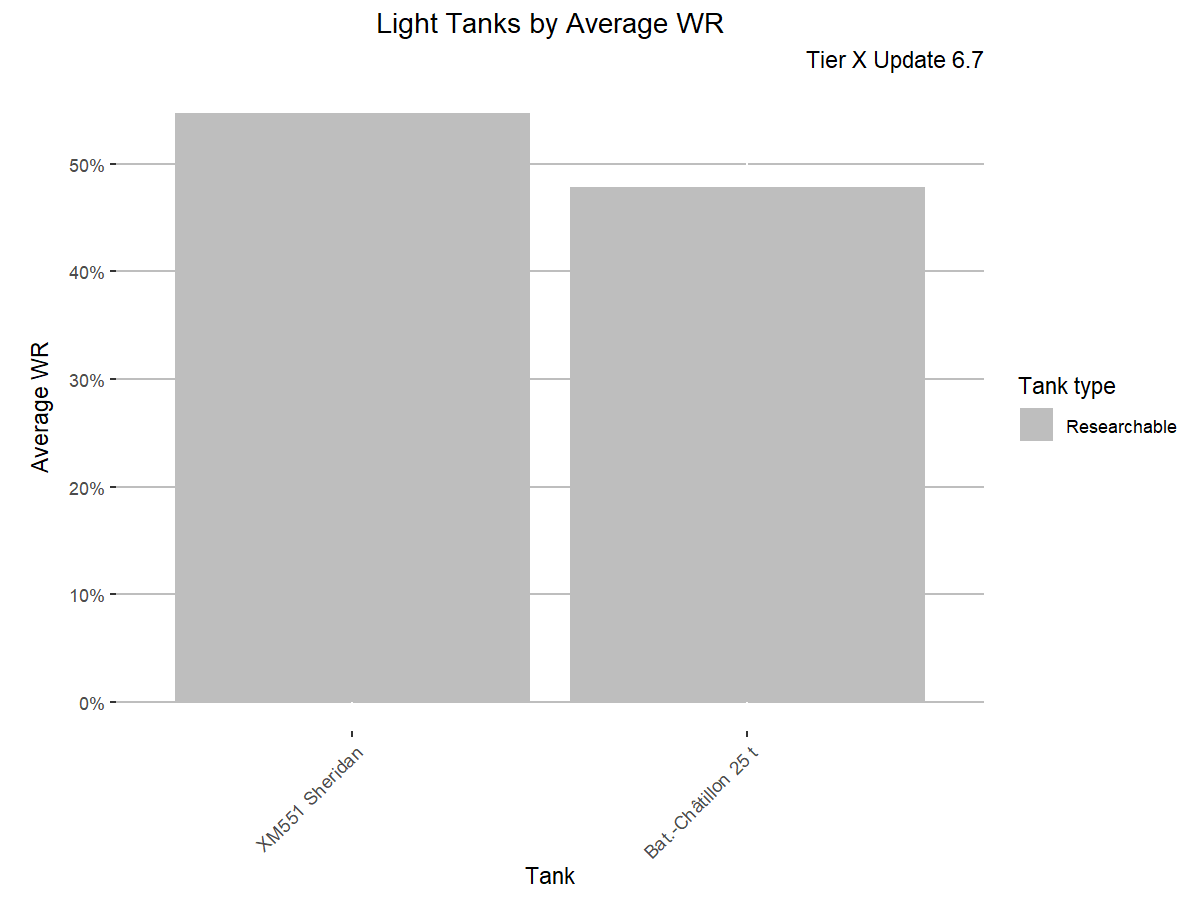 Light Tanks by Average WR
Tier X Update 6.7
50%
40%
30%
20%
10%
0%
Average WR
XM551 Sheridan
Bat.-Châtillon 25 t
Tank
Tank type
Researchable